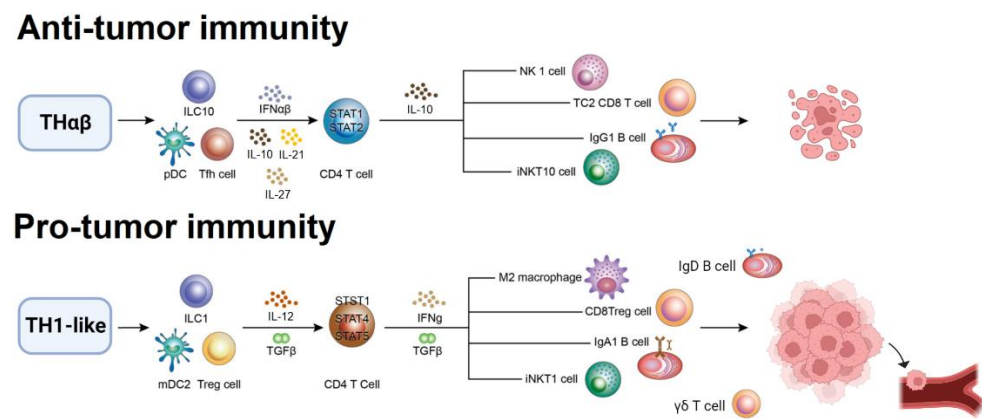 Anti-tumor immunity
THαβ
ILC10
pDC
Tfh cell
IFNαβ
IL-10
IL-21
IL-27
STAT1
STAT2
CD4 T cell
IL-10
NK 1 cell
TC2 CD8 T cell
IgG1 B cell
iNKT10 cell
Pro-tumor immunity
TH1-like
ILC1
mDC2
Treg cell
IL-12
TGFβ
STST1
STAT4
STAT5
CD4 T Cell
IFNg
TGFβ
M2 macrophage
CD8Treg cell
IgA1 B cell
iNKT1 cell
IgD B cell
γδ T cell